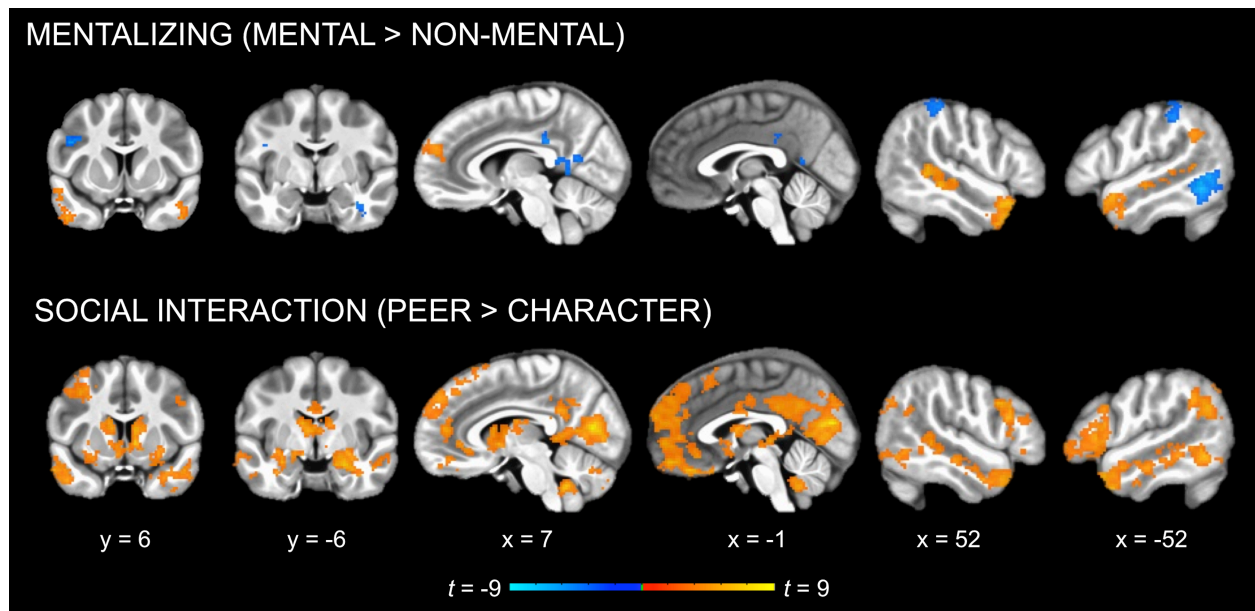 MENTALIZING (MENTAL > NON-MENTAL)
SOCIAL INTERACTION (PEER > CHARACTER)
y = 6 y = -6 x = 7 x = -1 x = 52 x = -52
t = -9 t = 9